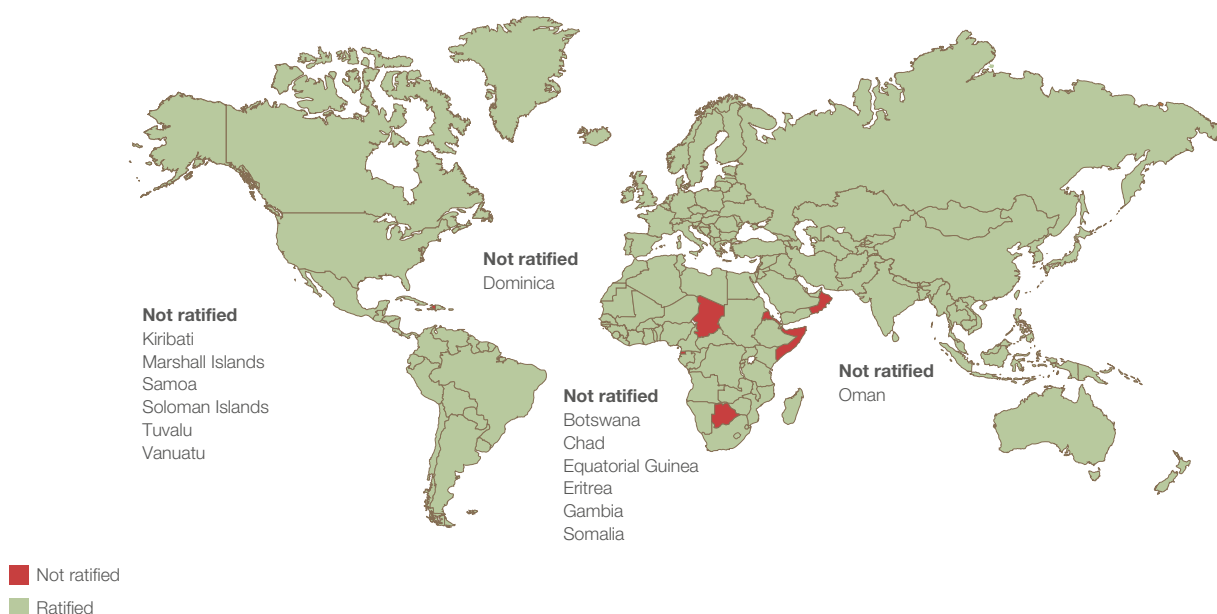 Not ratified
Dominica
Not ratified
Kiribati
Marshall Islands
Samoa
Soloman Islands
Tuvalu
Vanuatu
Not ratified
Botswana
Chad
Equatorial Guinea
Eritrea
Gambia
Somalia
Not ratified
Oman
Not ratified
Ratified